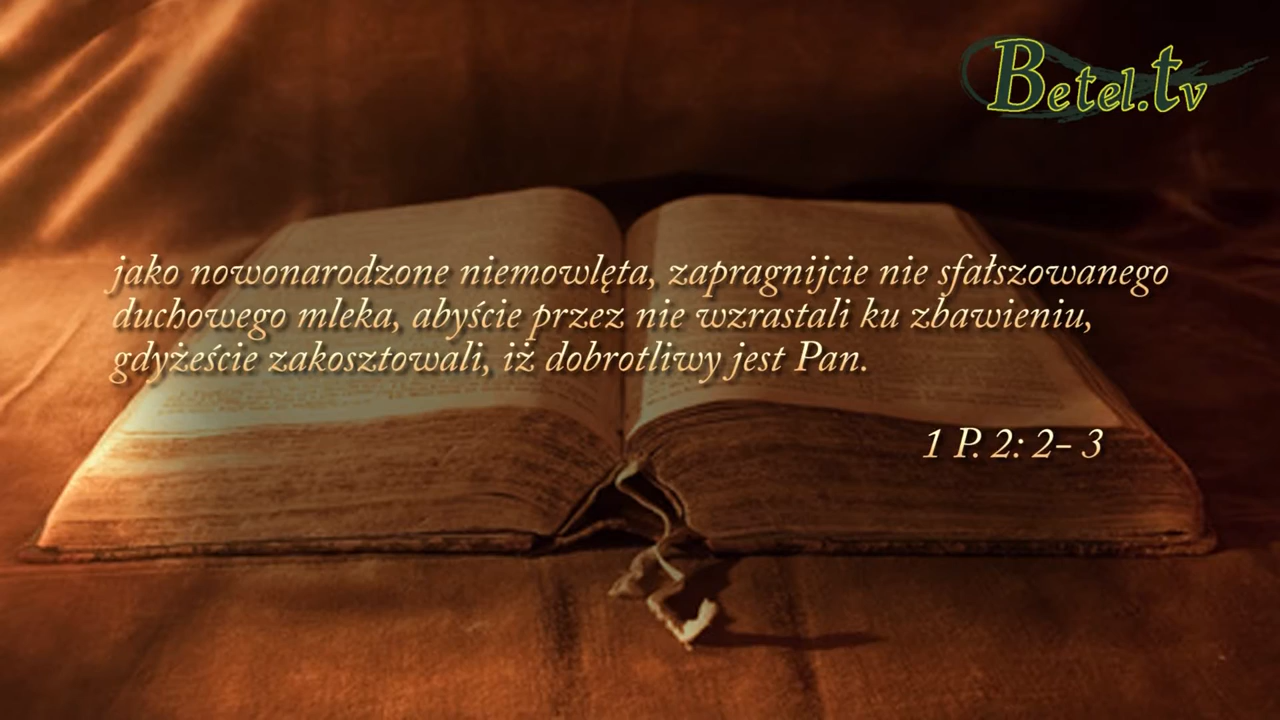 Betel.tv
jako nowonarodzone niemowlęta, zapragnijcie nie sfałszowanego
duchowego mleka, abyście przez nie wzrastali ku zbawieniu,
gdyżeście zakosztowali, iż dobrotliwy jest Pan.
1 P. 2: 2- 3